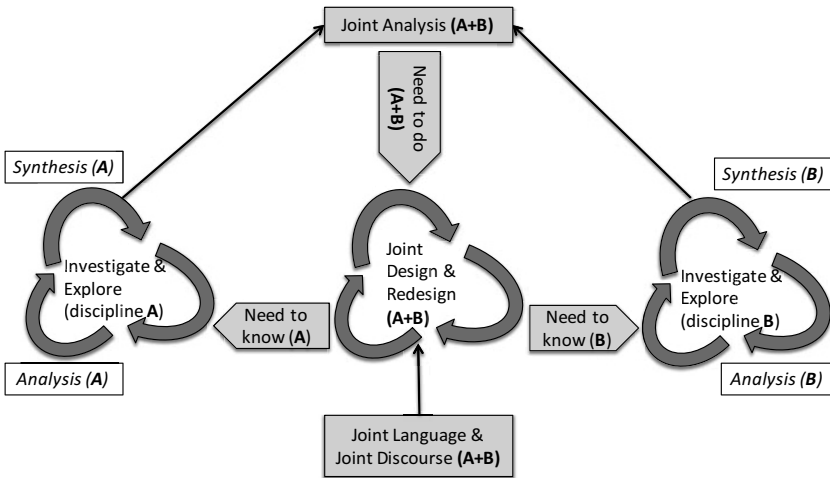 Joint Analysis (A+B)
Need to do
(A+B)
Synthesis (A)
Synthesis (B)
Investigate &
Explore
(discipline A)
Joint
Design &
Redesign
(A+B)
Investigate &
Explore
(discipline B)
Need to
know (A)
Need to
know (B)
Analysis (A)
Analysis (B)
Joint Language &
Joint Discourse (A+B)